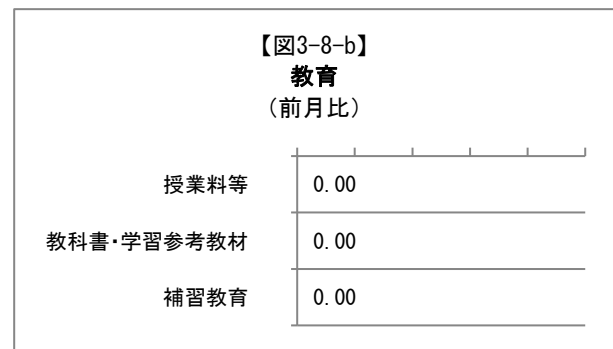 【図3-8-b】
教育
（前月比）
授業料等 0.00
教科書・学習参考教材 0.00
補習教育 0.00